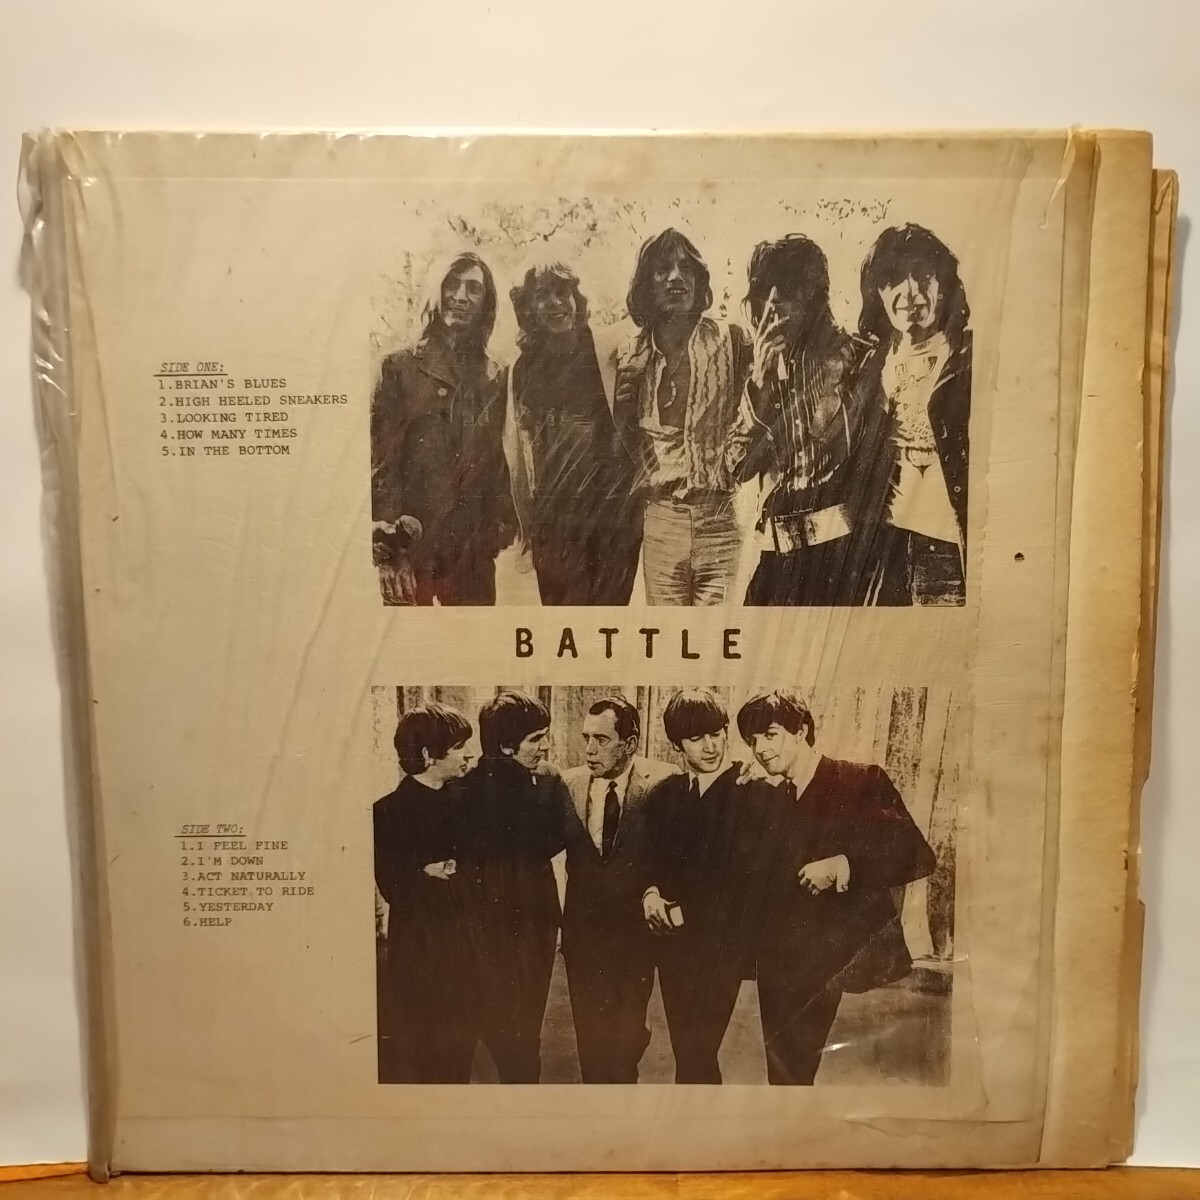 SIDE ONE:
1.BRIAN'S BLUES
2.HIGH HEELED SNEAKERS
3.LOOKING TIRED
4.HOW MANY TIMES
5.IN THE BOTTOM
BATTLE
SIDE TWO:
1.I FEEL FINE
2.I'M DOWN
3.ACT NATURALLY
4.TICKET TO RIDE
5.YESTERDAY
6.HELP